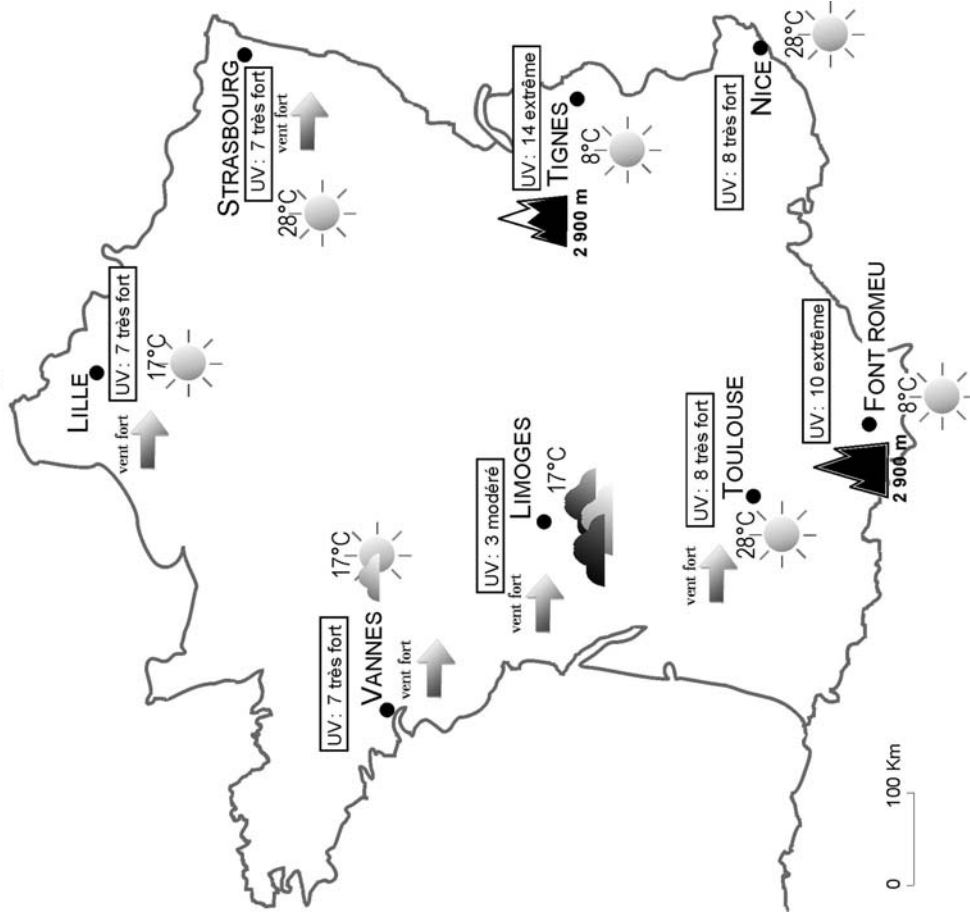 LILLE
UV: 7 très fort
17°C
vent fort
STRASBOURG
UV: 7 très fort
vent fort
28°C
UV: 7 très fort
VANNES
vent fort
17°C
UV: 3 modéré
LIMOGES
17°C
vent fort
UV: 14 extrême
TIGNES
8°C
2 900 m
UV: 8 très fort
TOULOUSE
28°C
vent fort
UV: 8 très fort
NICE
28°C
UV: 10 extrême
FONT ROMEU
8°C
2 900 m
0 100 Km